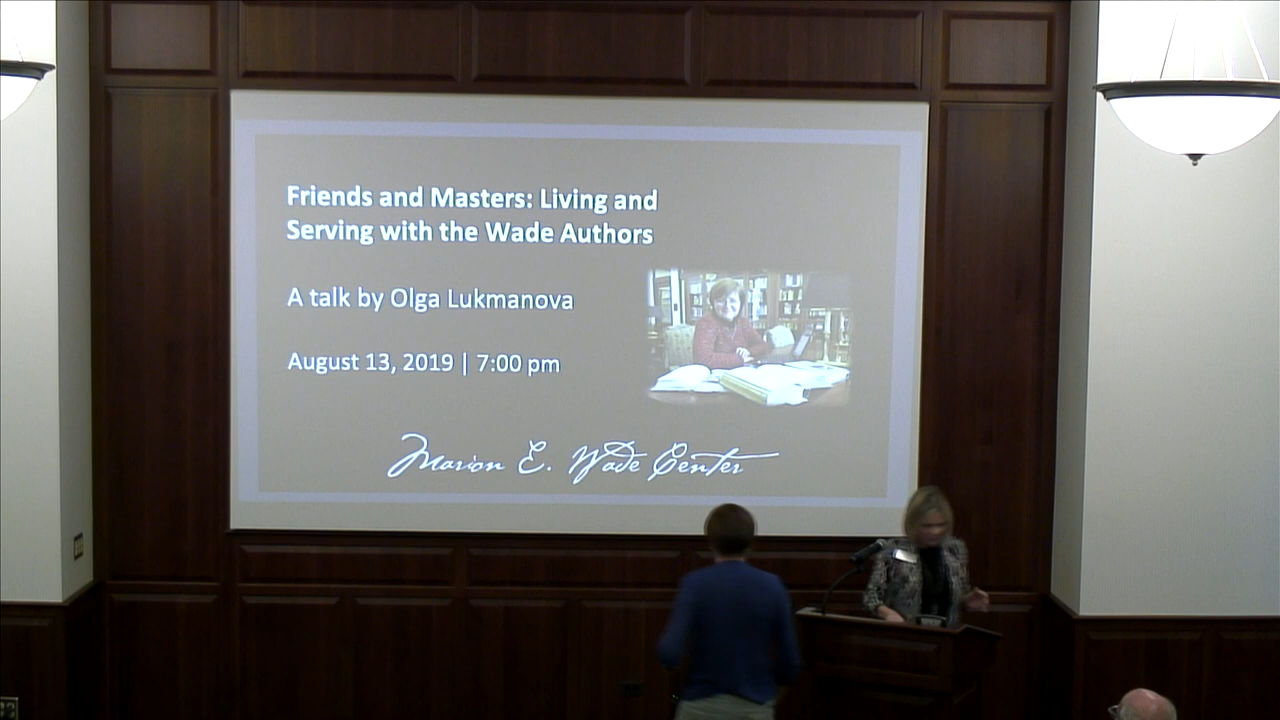 Friends and Masters: Living and
Serving with the Wade Authors
A talk by Olga Lukmanova
August 13, 2019 | 7:00 pm
Marion E. Wade Center